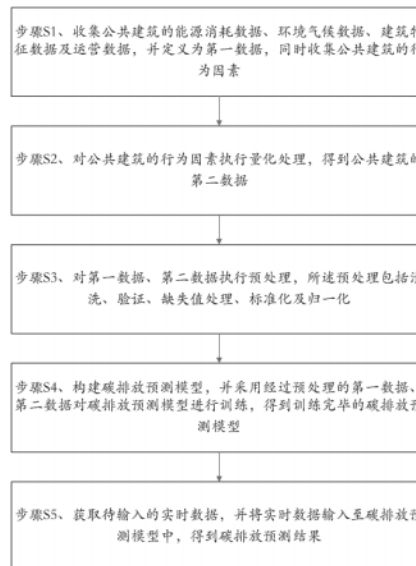 步骤S1、收集公共建筑的能源消耗数据、环境气候数据、建筑特
征数据及运营数据，并定义为第一数据，同时收集公共建筑的行
为因素
步骤S2、对公共建筑的行为因素执行量化处理，得到公共建筑的
第二数据
步骤S3、对第一数据、第二数据执行预处理，所述预处理包括清
洗、验证、缺失值处理、标准化及归一化
步骤S4、构建碳排放预测模型，并采用经过预处理的第一数据、
第二数据对碳排放预测模型进行训练，得到训练完毕的碳排放预
测模型
步骤S5、获取待输入的实时数据，并将实时数据输入至碳排放预
测模型中，得到碳排放预测结果